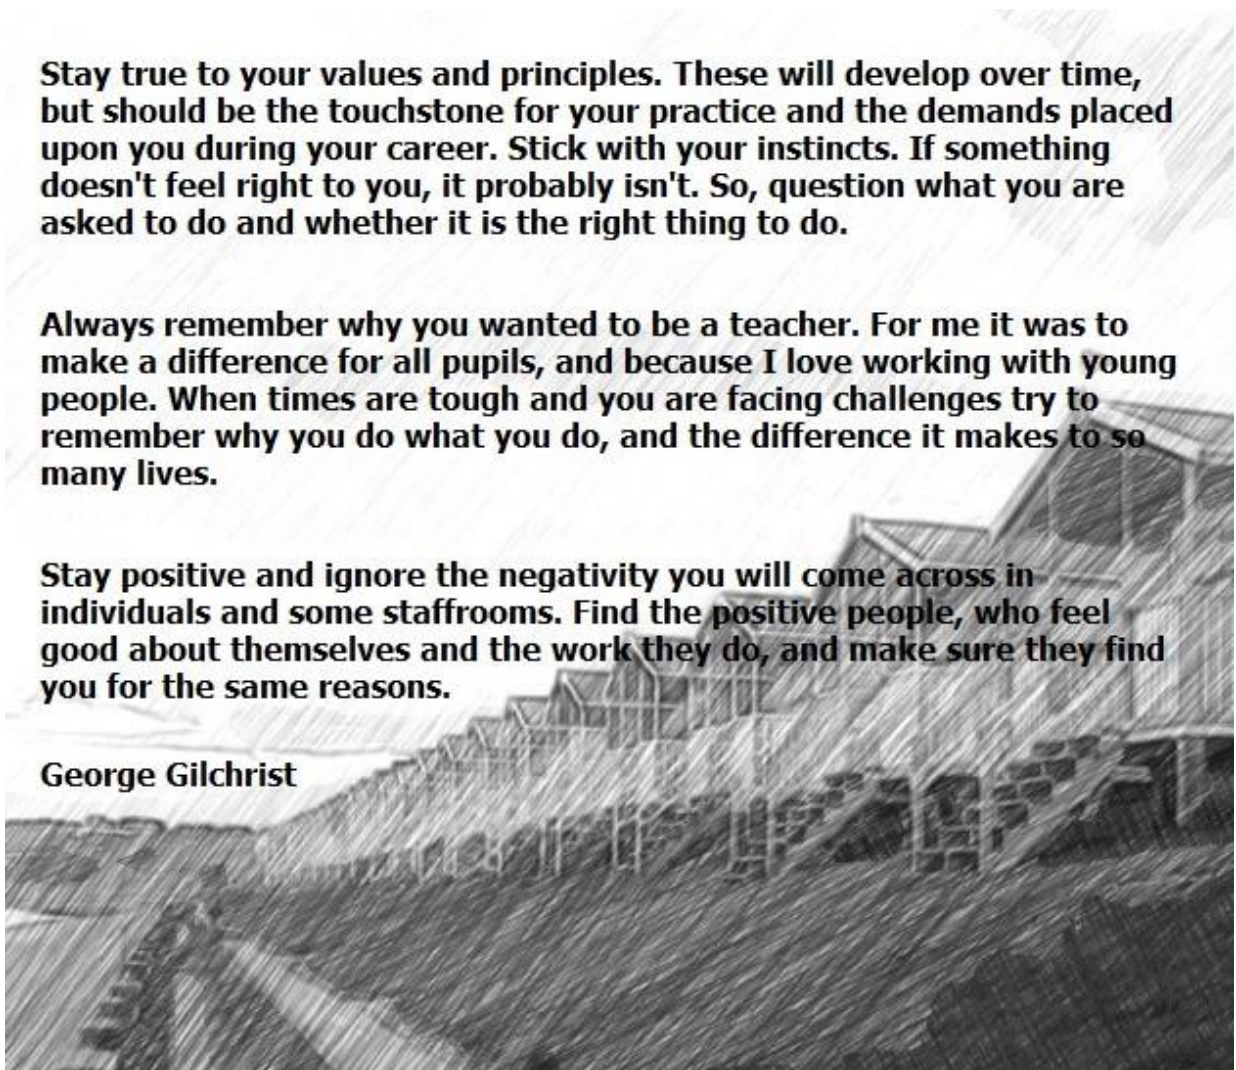 Stay true to your values and principles. These will develop over time,
but should be the touchstone for your practice and the demands placed
upon you during your career. Stick with your instincts. If something
doesn't feel right to you, it probably isn't. So, question what you are
asked to do and whether it is the right thing to do.
Always remember why you wanted to be a teacher. For me it was to
make a difference for all pupils, and because I love working with young
people. When times are tough and you are facing challenges try to
remember why you do what you do, and the difference it makes to so
many lives.
Stay positive and ignore the negativity you will come across in
individuals and some staffrooms. Find the positive people, who feel
good about themselves and the work they do, and make sure they find
you for the same reasons.
George Gilchrist